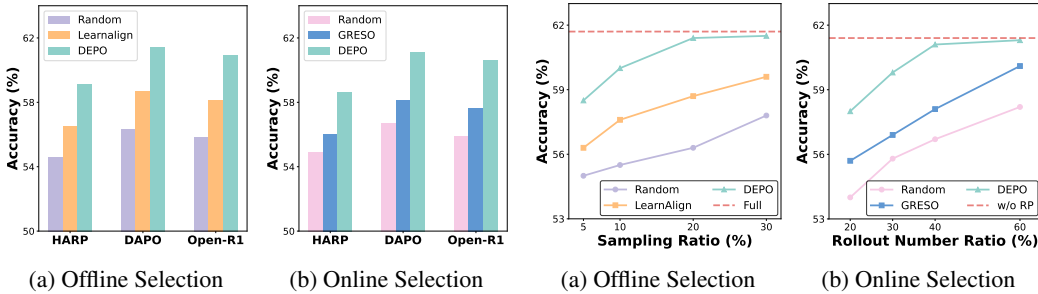 Accuracy (%)
62
58
54
50
Random
Learnalign
DEPO
HARP
DAPO
Open-R1
(a) Offline Selection
Accuracy (%)
62
58
54
50
Random
GRESO
DEPO
HARP
DAPO
Open-R1
(b) Online Selection
Accuracy (%)
62
59
56
53
Random
LearnAlign
DEPO
Full
5
10
20
30
Sampling Ratio (%)
(a) Offline Selection
Accuracy (%)
62
59
56
53
Random
GRESO
DEPO
w/o RP
20
30
40
60
Rollout Number Ratio (%)
(b) Online Selection